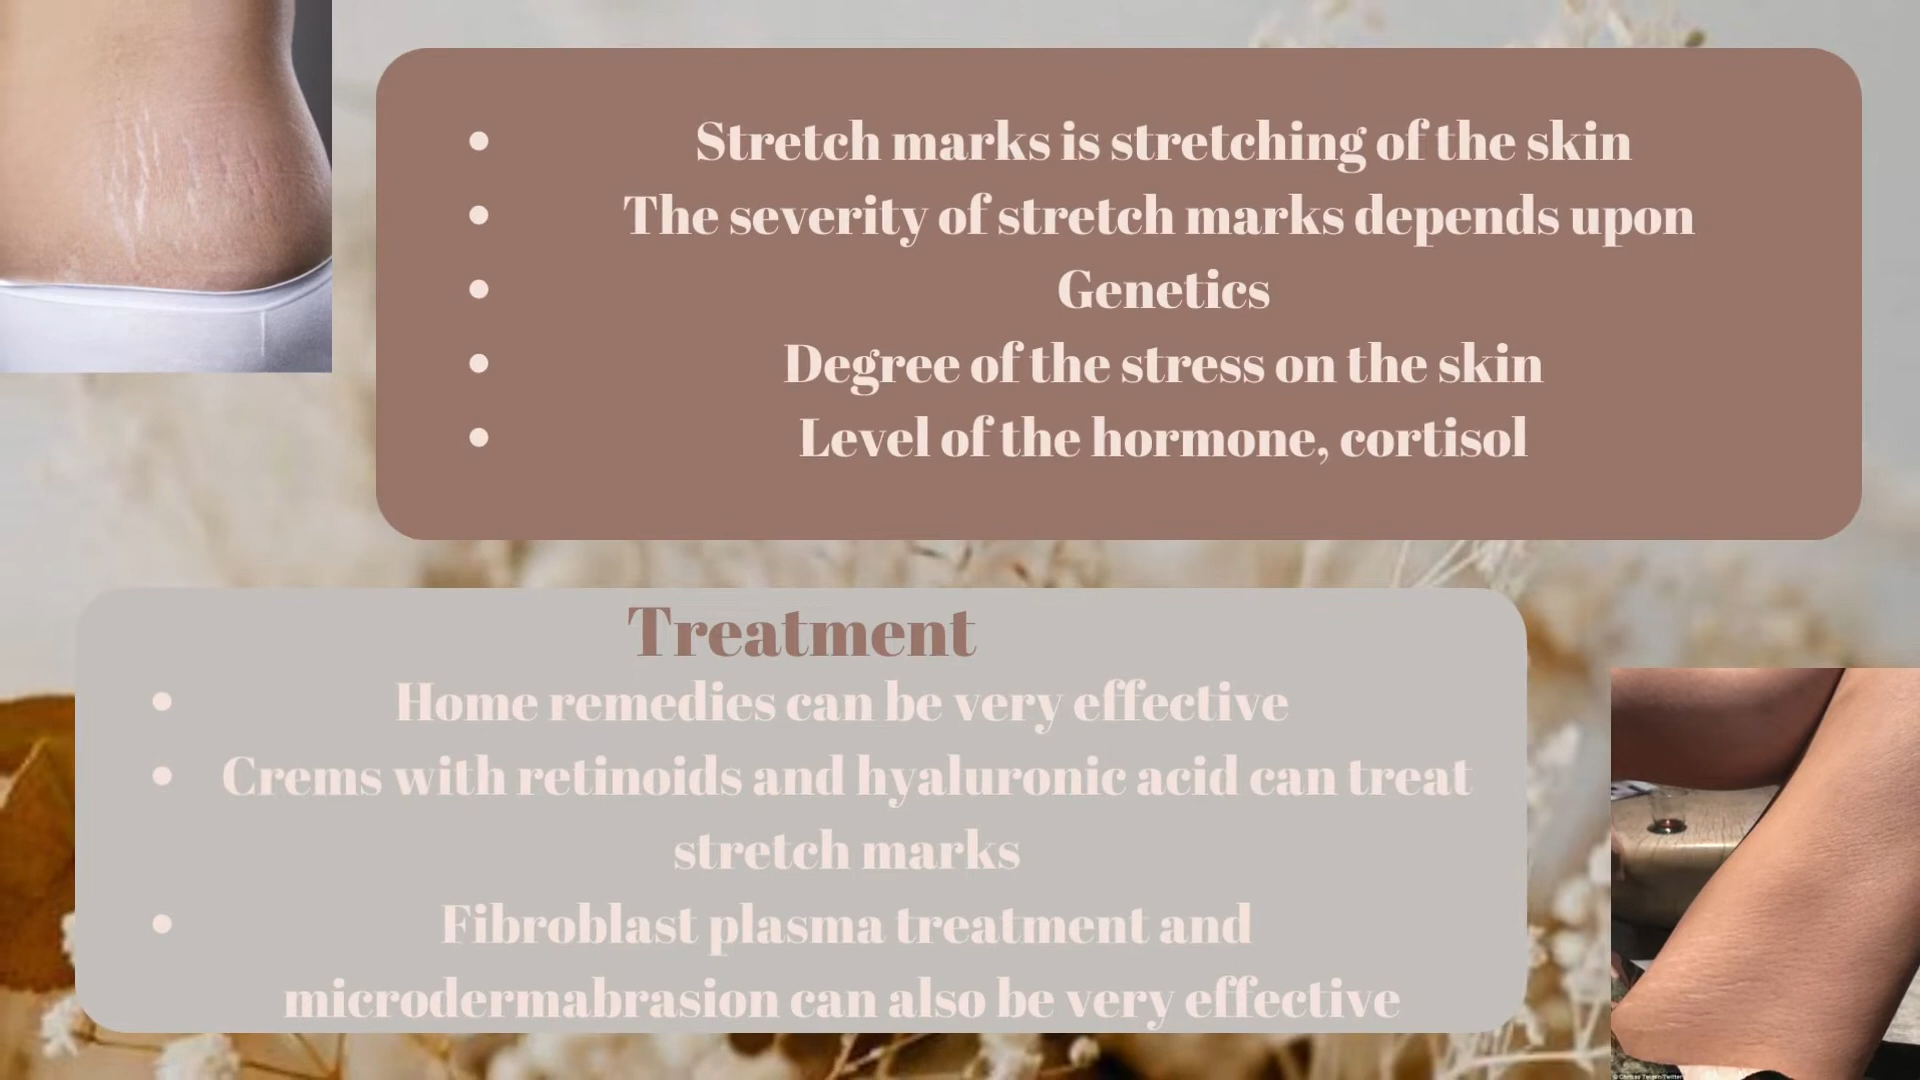 • Stretch marks is stretching of the skin
• The severity of stretch marks depends upon
• Genetics
• Degree of the stress on the skin
• Level of the hormone, cortisol
Treatment
• Home remedies can be very effective
• Crems with retinoids and hyaluronic acid can treat
stretch marks
• Fibroblast plasma treatment and
microdermabrasion can also be very effective